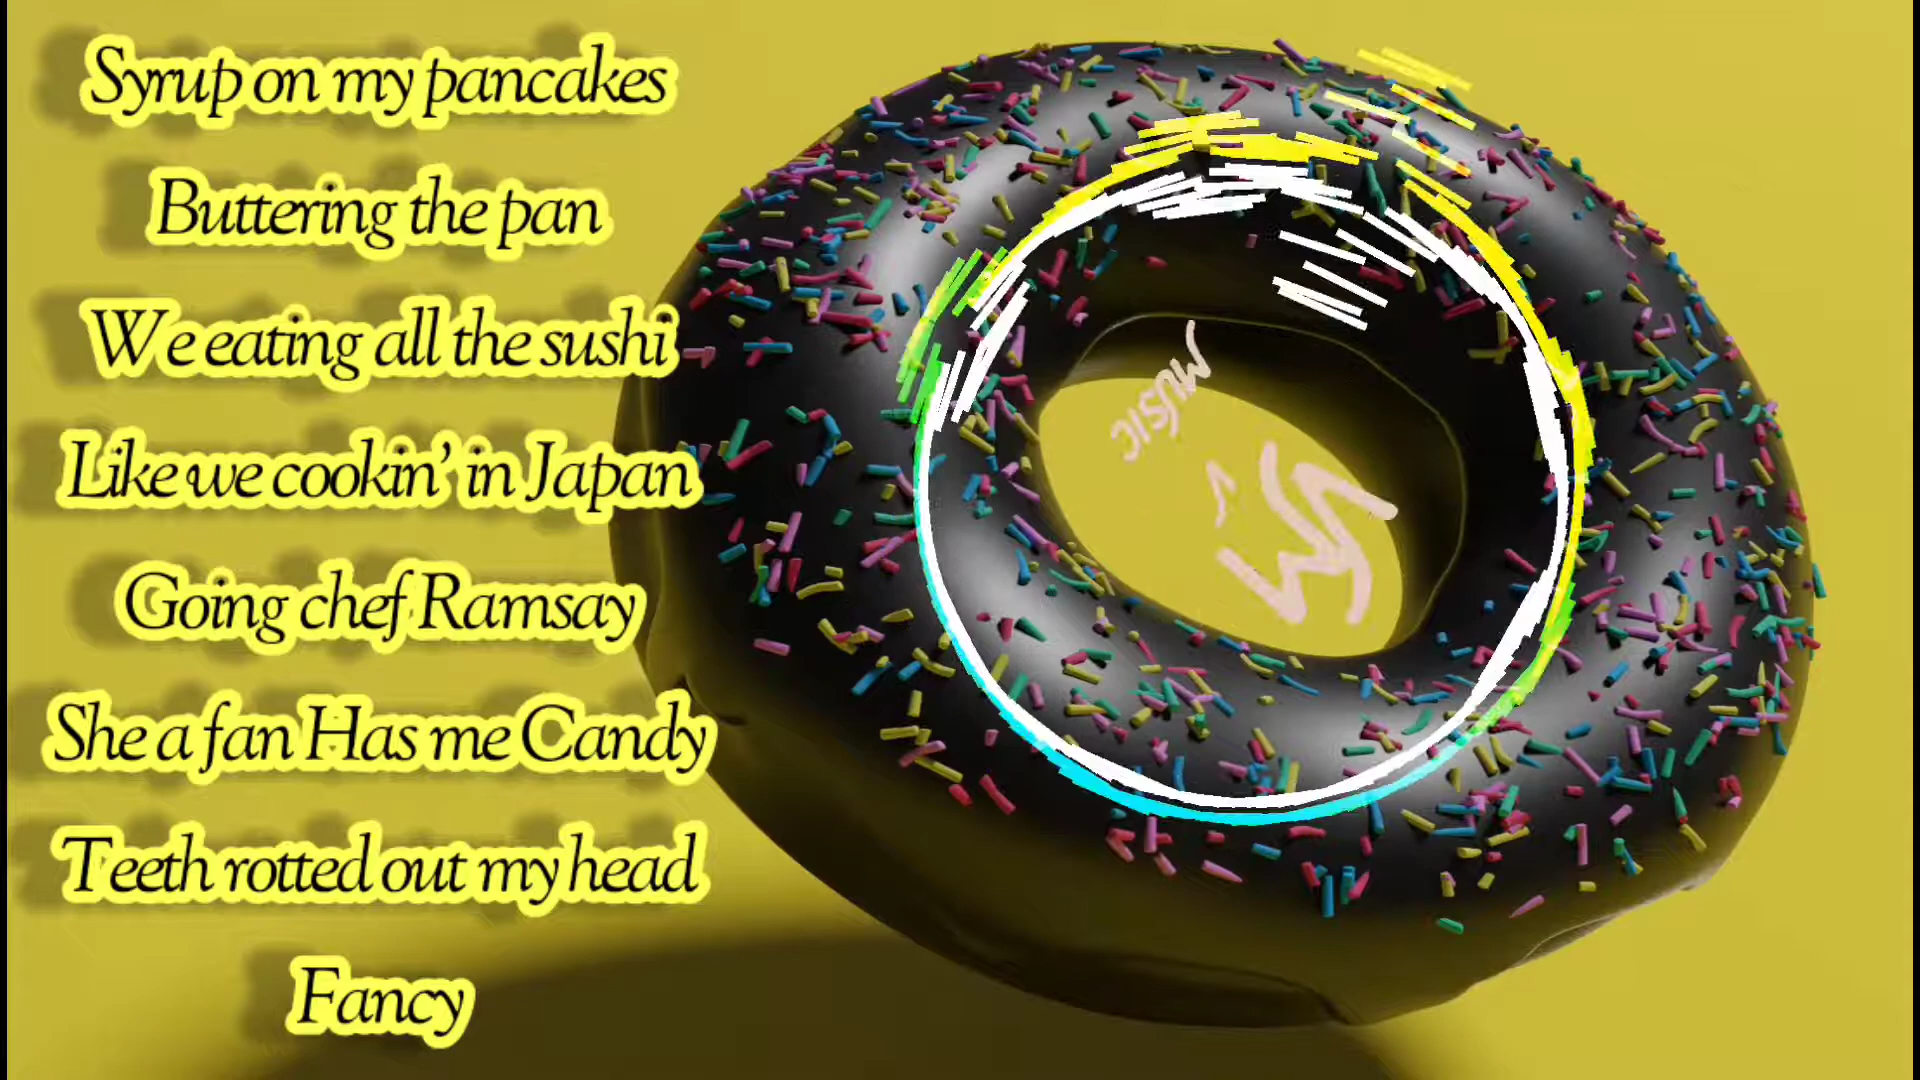 Syrup on my pancakes
Buttering the pan
We eating all the sushi
Like we cookin’ in Japan
Going chef Ramsay
She a fan Has me Candy
Teeth rotted out my head
Fancy
MUSIC